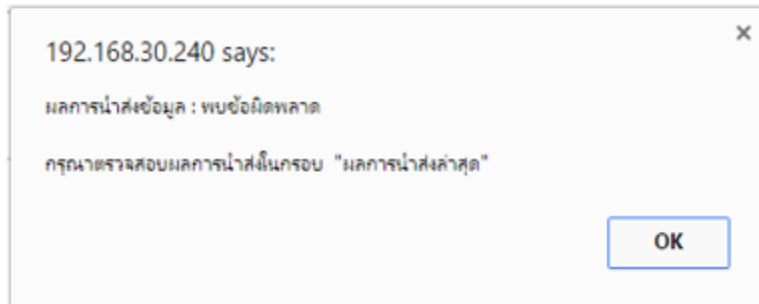 192.168.30.240 says:
ผลการนำส่งข้อมูล : พบข้อผิดพลาด
กรุณาตรวจสอบผลการนำส่งในกรอบ "ผลการนำส่งล่าสุด"
OK